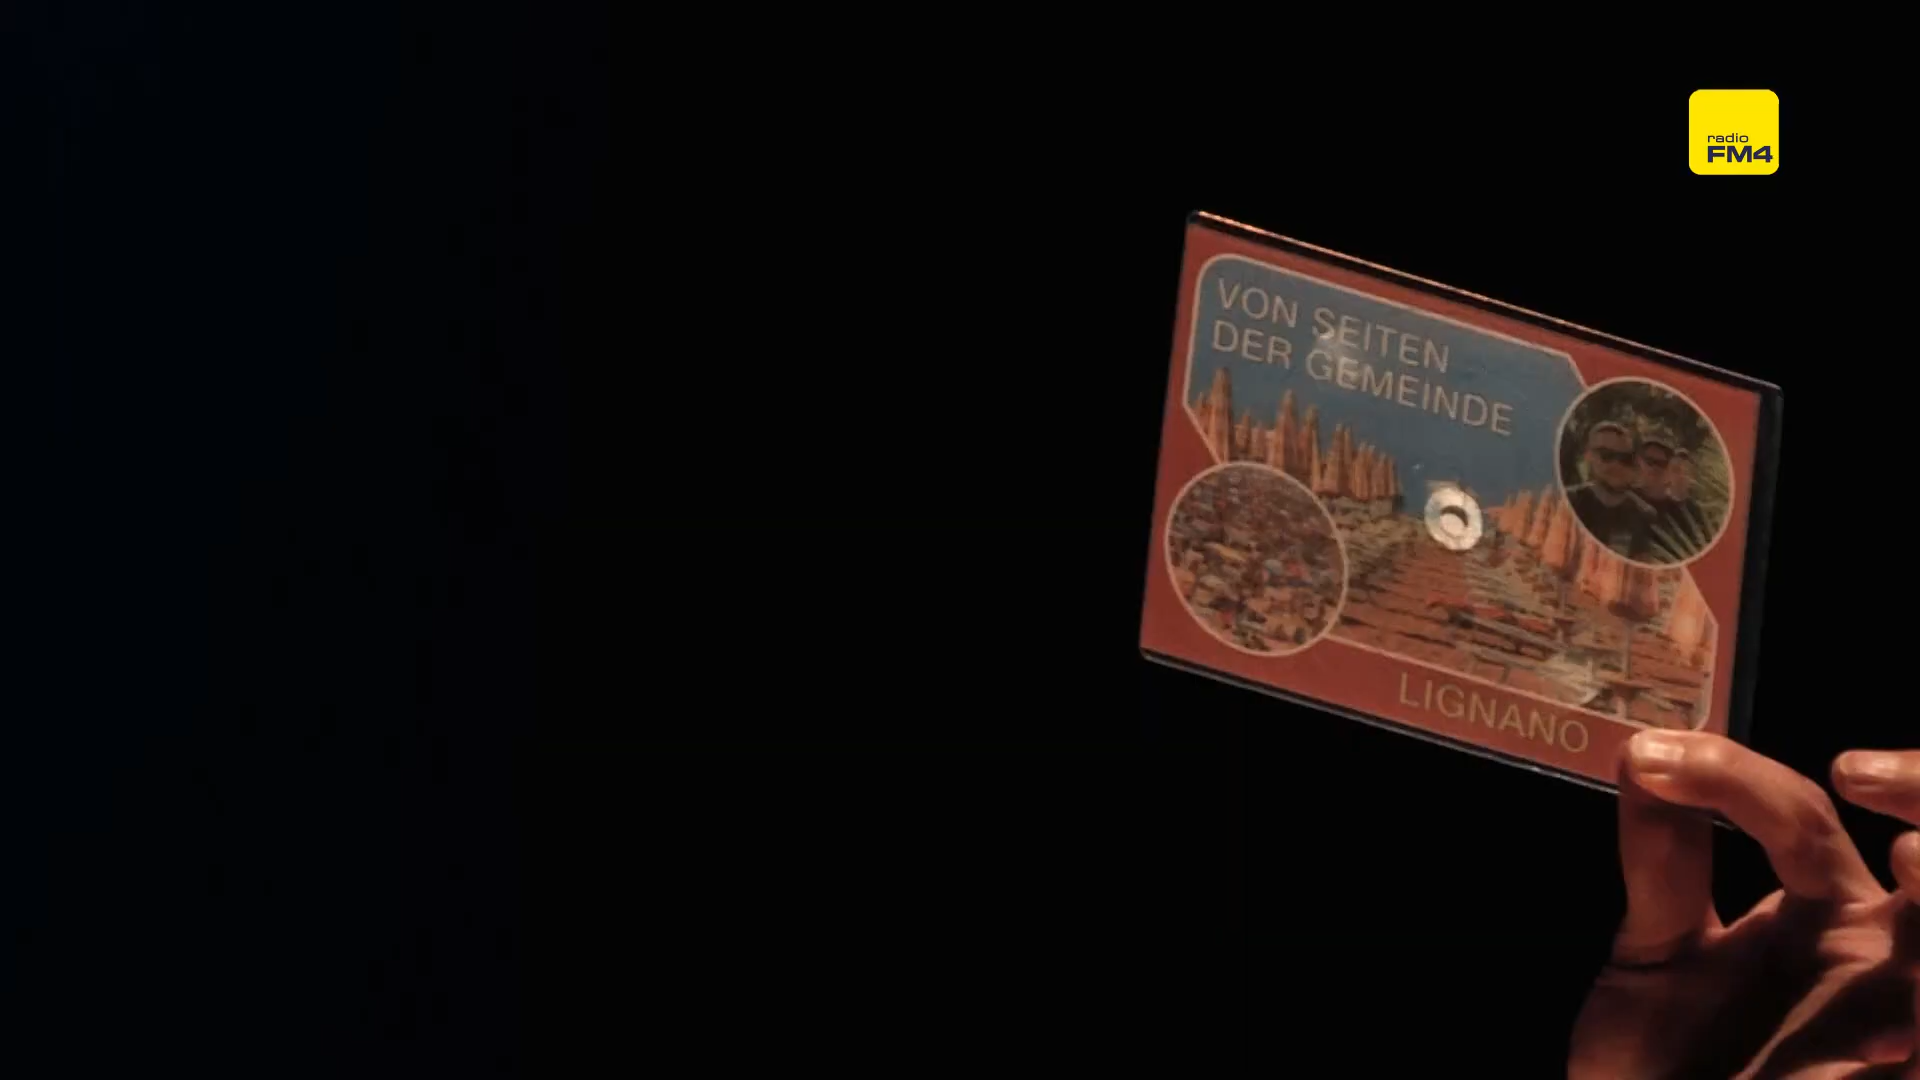 radio
FM4
VON SEITEN
DER GEMEINDE
LIGNANO